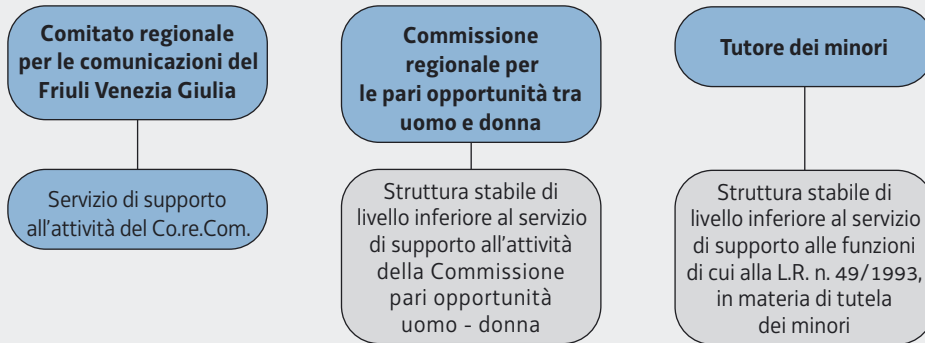 Comitato regionale
per le comunicazioni del
Friuli Venezia Giulia
Servizio di supporto
all'attività del Co.re.Com.
Commissione
regionale per
le pari opportunità tra
uomo e donna
Struttura stabile di
livello inferiore al servizio
di supporto all'attività
della Commissione
pari opportunità
uomo - donna
Tutore dei minori
Struttura stabile di
livello inferiore al servizio
di supporto alle funzioni
di cui alla L.R. n. 49/1993,
in materia di tutela
dei minori